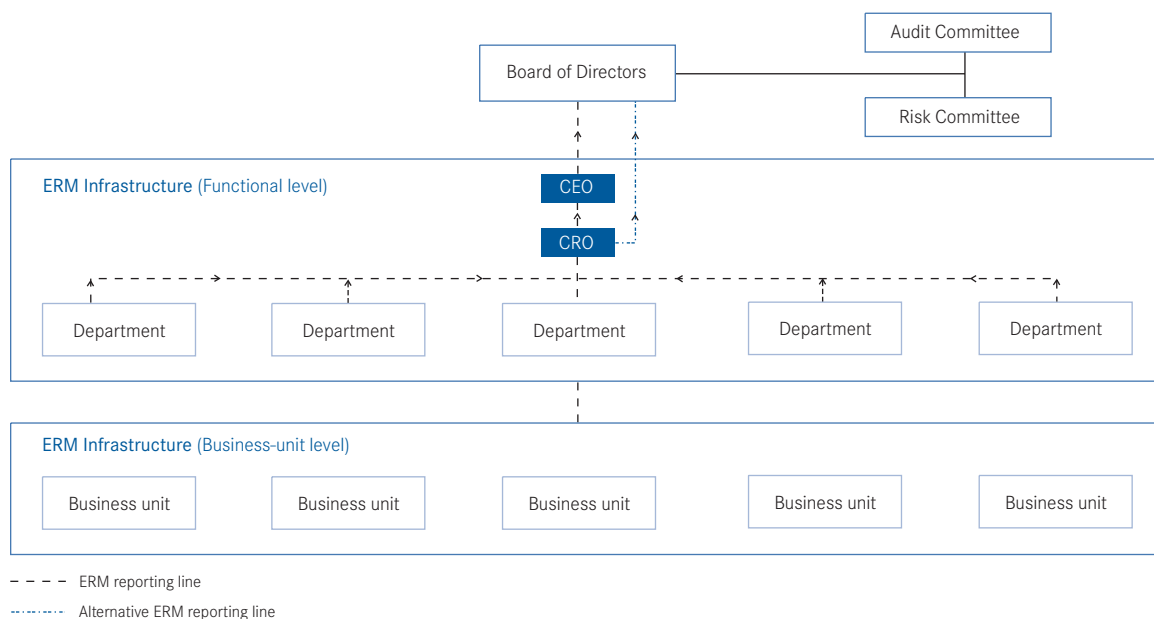 Audit Committee
Board of Directors
Risk Committee
ERM Infrastructure (Functional level)
CEO
CRO
Department
Department
Department
Department
Department
ERM Infrastructure (Business-unit level)
Business unit
Business unit
Business unit
Business unit
Business unit
ERM reporting line
Alternative ERM reporting line